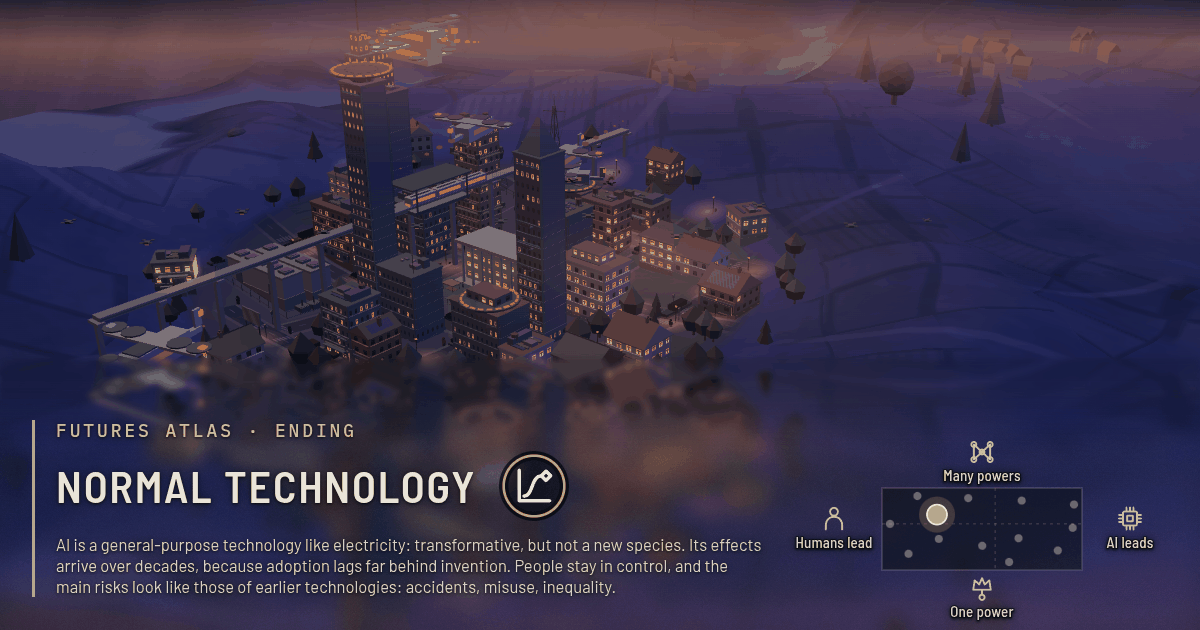 FUTURES ATLAS · ENDING
NORMAL TECHNOLOGY
AI is a general-purpose technology like electricity: transformative, but not a new species. Its effects
arrive over decades, because adoption lags far behind invention. People stay in control, and the
main risks look like those of earlier technologies: accidents, misuse, inequality.
Many powers
Humans lead
AI leads
One power